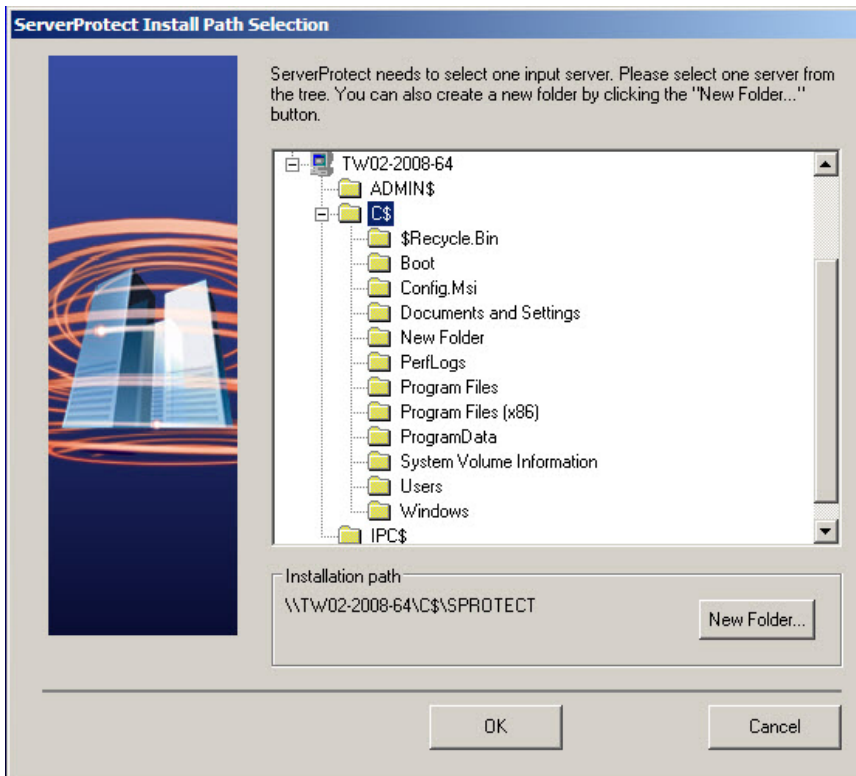 ServerProtect Install Path Selection
ServerProtect needs to select one input server. Please select one server from
the tree. You can also create a new folder by clicking the "New Folder..."
button.
TW02-2008-64
ADMIN$
C$
$Recycle.Bin
Boot
Config.Msi
Documents and Settings
New Folder
PerfLogs
Program Files
Program Files (x86)
ProgramData
System Volume Information
Users
Windows
IPC$
Installation path
\\TW02-2008-64\C$\SPROTECT
New Folder...
OK
Cancel